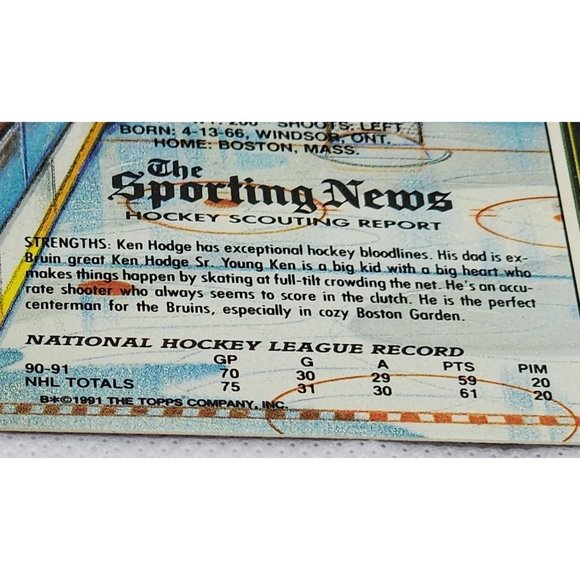 200 SHOOTS: LEFT
BORN: 4-13-66, WINDSOR, ONT.
HOME: BOSTON, MASS.
The
Sporting News
HOCKEY SCOUTING REPORT
STRENGTHS: Ken Hodge has exceptional hockey bloodlines. His dad is ex-
Bruin great Ken Hodge Sr. Young Ken is a big kid with a big heart who
makes things happen by skating at full-tilt crowding the net. He's an accu-
rate shooter who always seems to score in the clutch. He is the perfect
centerman for the Bruins, especially in cozy Boston Garden.
NATIONAL HOCKEY LEAGUE RECORD
GP G A PTS PIM
90-91 70 30 29 59 20
NHL TOTALS 75 31 30 61 20
B*©1991 THE TOPPS COMPANY, INC.